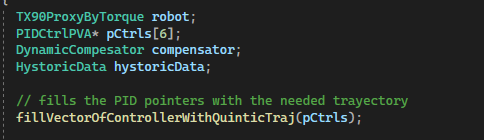 {
TX90ProxyByTorque robot;
PIDCtrlPVA* pCtrls[6];
DynamicCompesator compensator;
HystoricData hystoricData;
// fills the PID pointers with the needed trayectory
fillVectorOfControllerWithQuinticTraj(pCtrls);